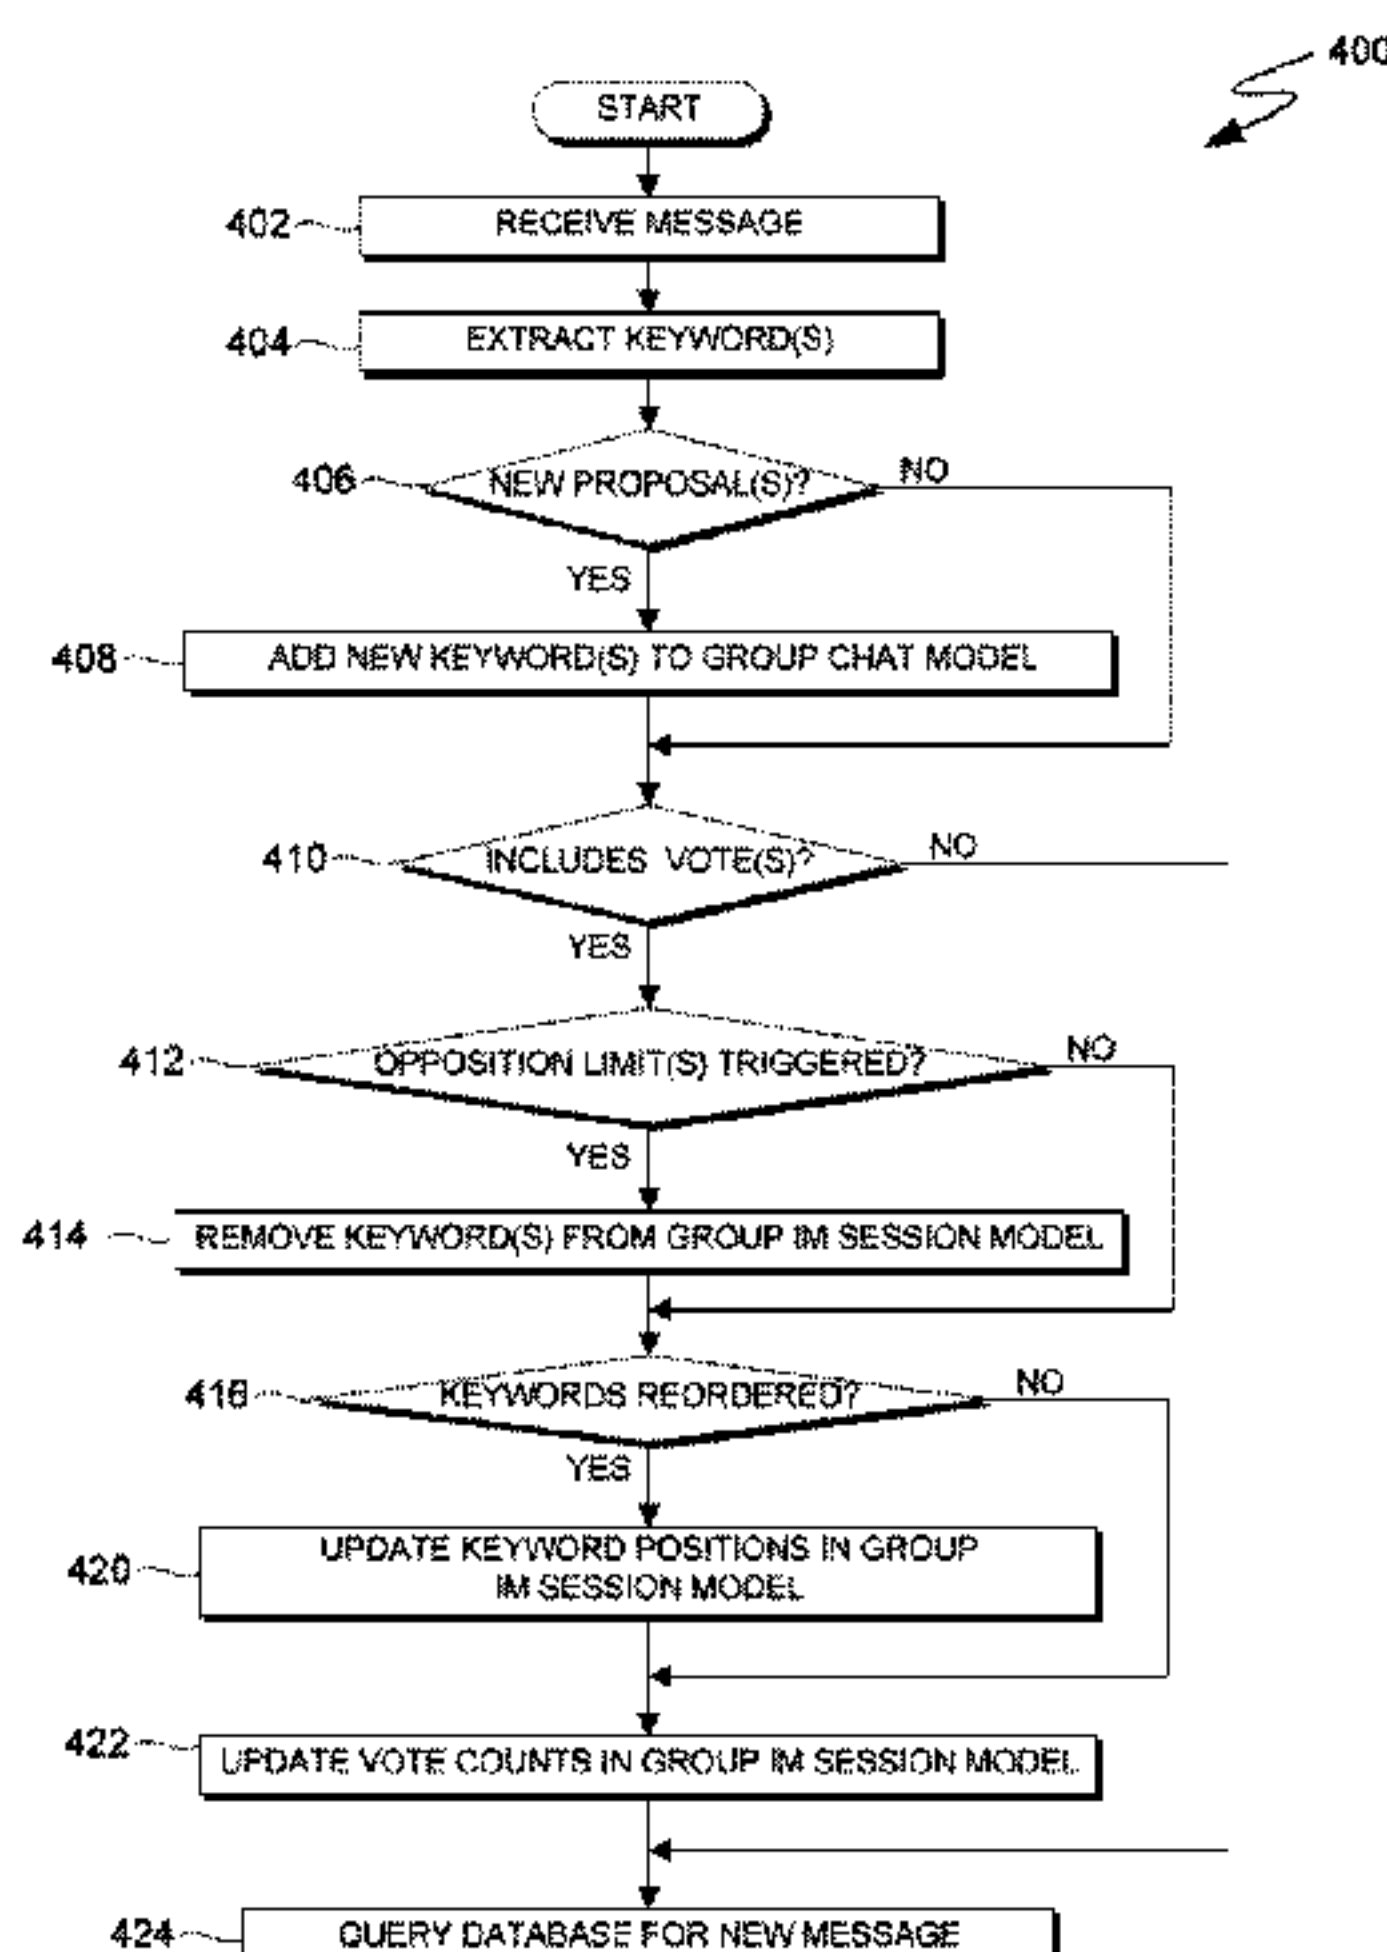 400
START
402
RECEIVE MESSAGE
404
EXTRACT KEYWORD(S)
406
NEW PROPOSAL(S)?
NO
YES
408
ADD NEW KEYWORD(S) TO GROUP CHAT MODEL
410
INCLUDES VOTE(S)?
NO
YES
412
OPPOSITION LIMIT(S) TRIGGERED?
NO
YES
414
REMOVE KEYWORD(S) FROM GROUP IM SESSION MODEL
416
KEYWORDS REORDERED?
NO
YES
420
UPDATE KEYWORD POSITIONS IN GROUP
IM SESSION MODEL
422
UPDATE VOTE COUNTS IN GROUP IM SESSION MODEL
424
QUERY DATABASE FOR NEW MESSAGE